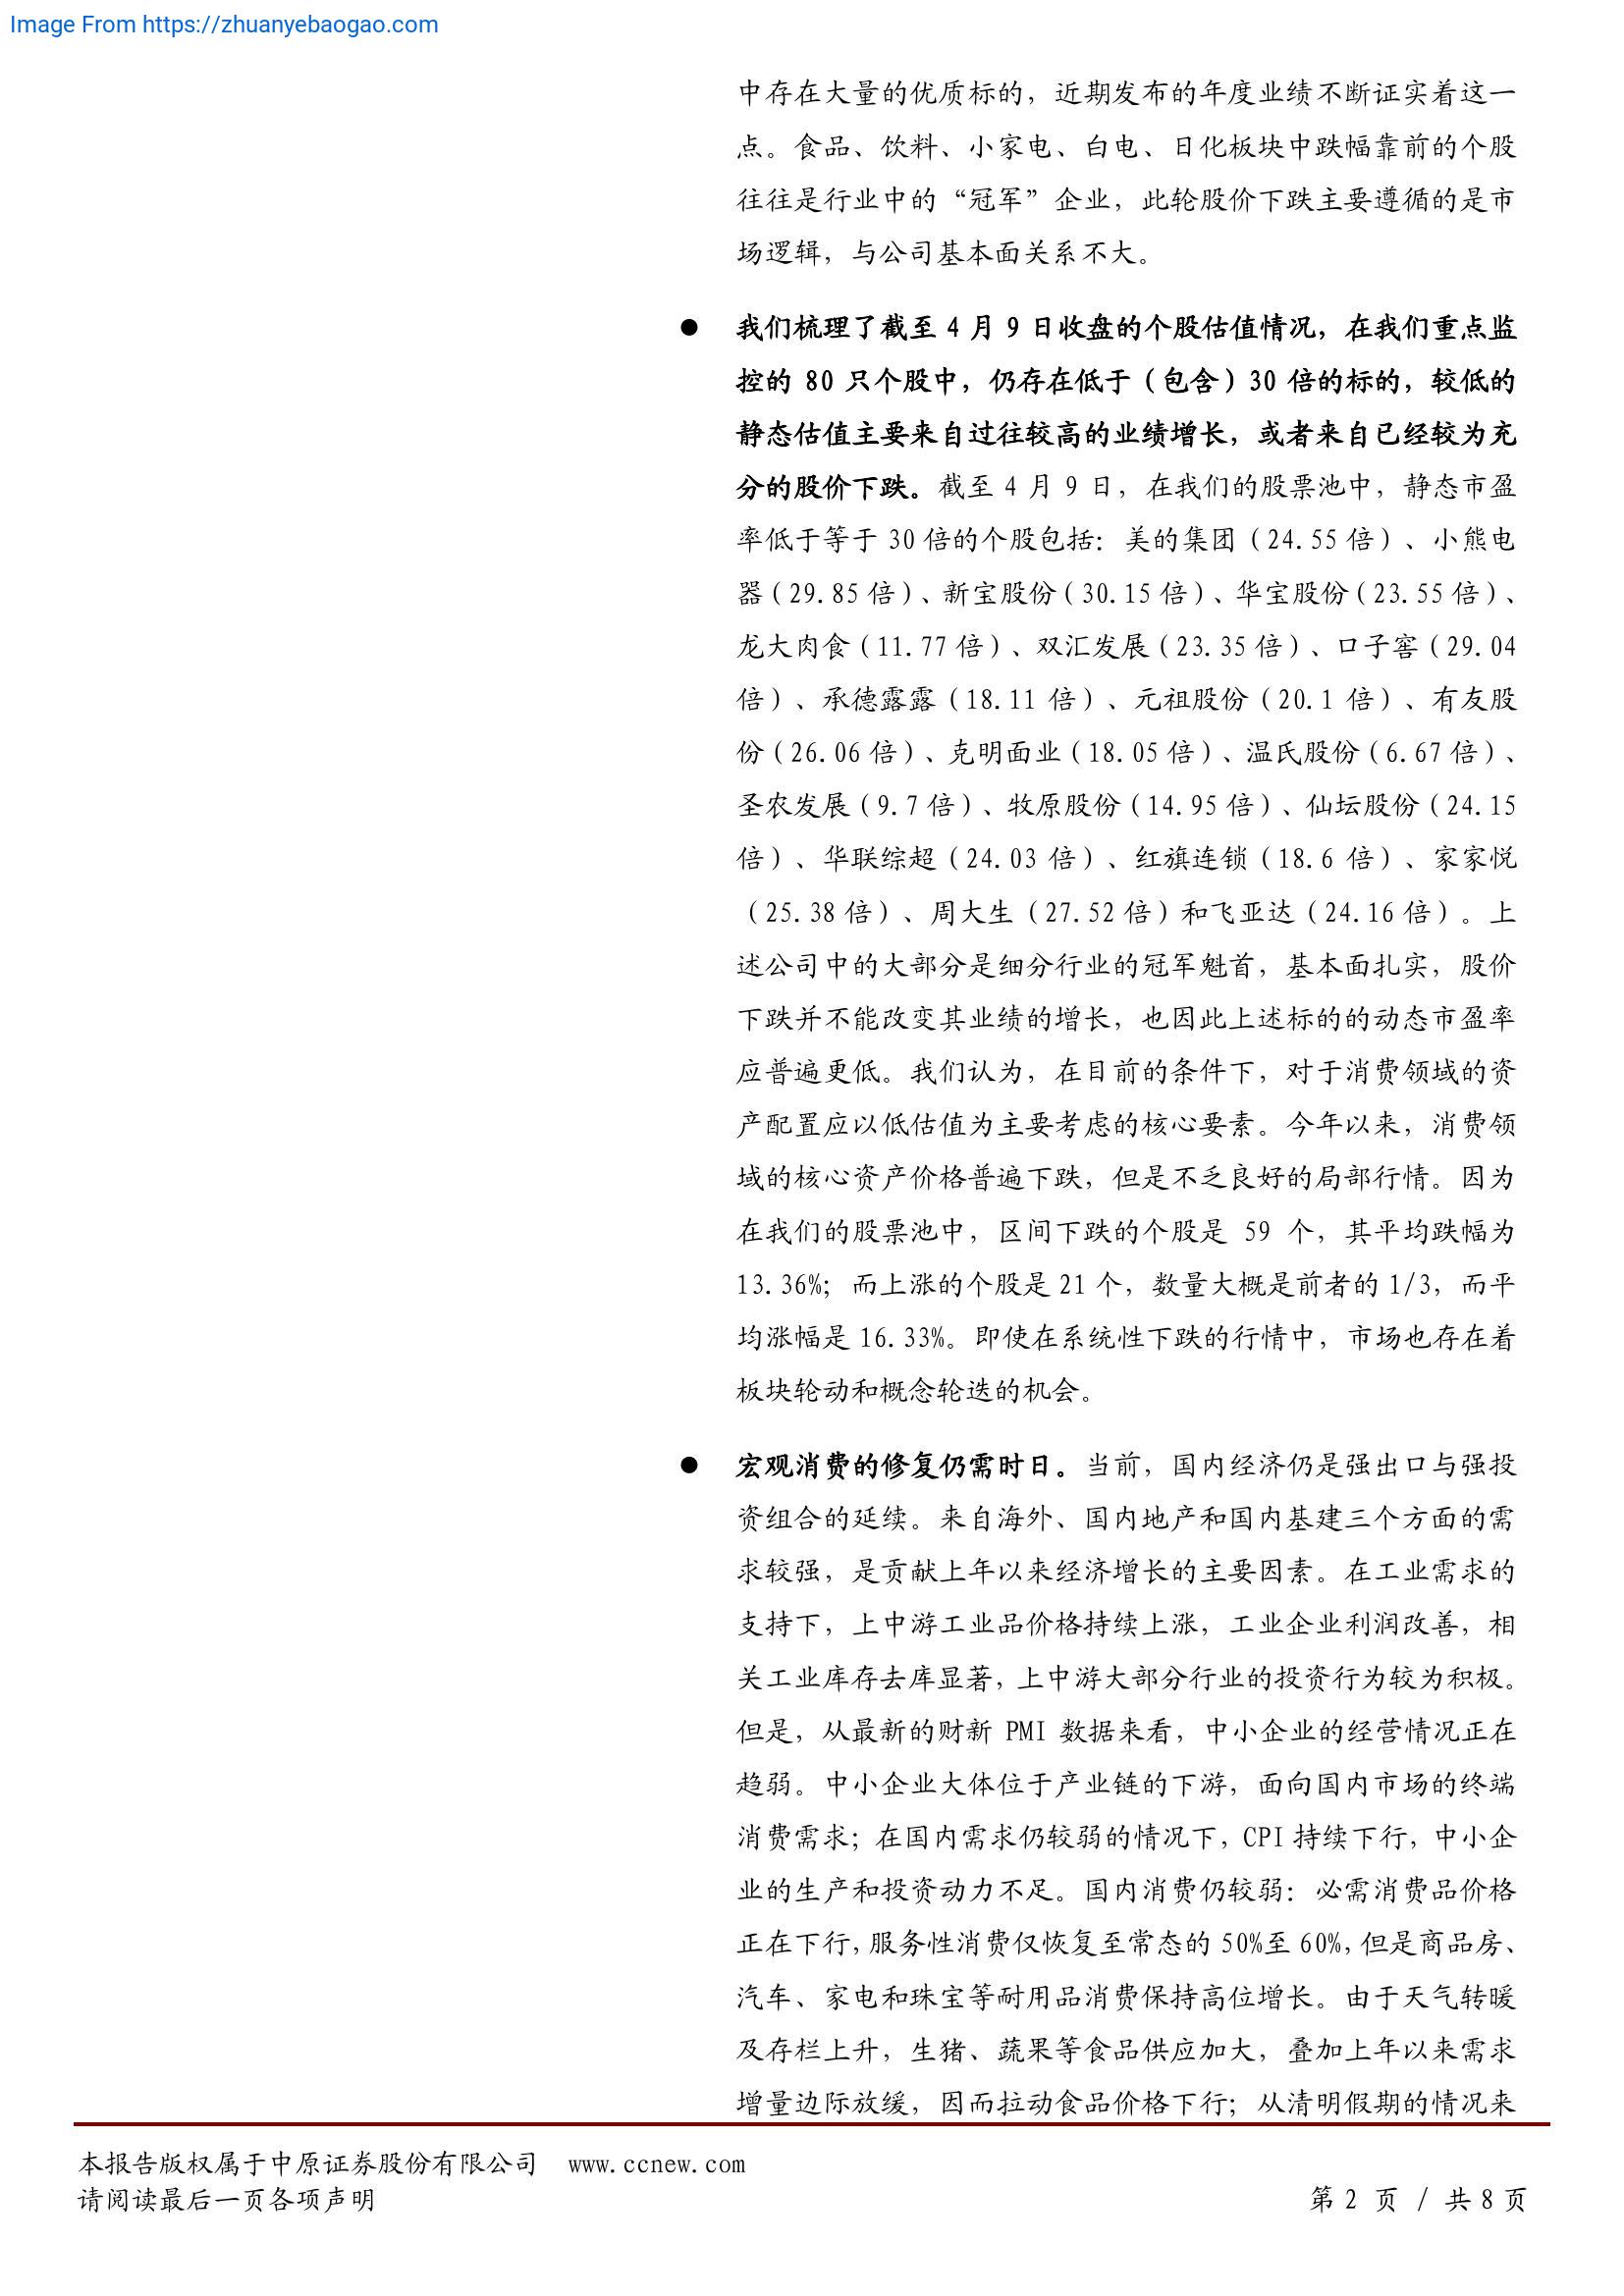 Image From https://zhuanyebaogao.com
中存在大量的优质标的，近期发布的年度业绩不断证实着这一
点。食品、饮料、小家电、白电、日化板块中跌幅靠前的个股
往往是行业中的“冠军”企业，此轮股价下跌主要遵循的是市
场逻辑，与公司基本面关系不大。
● 我们梳理了截至 4 月 9 日收盘的个股估值情况，在我们重点监
控的 80 只个股中，仍存在低于（包含）30 倍的标的，较低的
静态估值主要来自过往较高的业绩增长，或者来自已经较为充
分的股价下跌。截至 4 月 9 日，在我们的股票池中，静态市盈
率低于等于 30 倍的个股包括：美的集团（24.55 倍）、小熊电
器（29.85 倍）、新宝股份（30.15 倍）、华宝股份（23.55 倍）、
龙大肉食（11.77 倍）、双汇发展（23.35 倍）、口子窖（29.04
倍）、承德露露（18.11 倍）、元祖股份（20.1 倍）、有友股
份（26.06 倍）、克明面业（18.05 倍）、温氏股份（6.67 倍）、
圣农发展（9.7 倍）、牧原股份（14.95 倍）、仙坛股份（24.15
倍）、华联综超（24.03 倍）、红旗连锁（18.6 倍）、家家悦
（25.38 倍）、周大生（27.52 倍）和飞亚达（24.16 倍）。上
述公司中的大部分是细分行业的冠军魁首，基本面扎实，股价
下跌并不能改变其业绩的增长，也因此上述标的的动态市盈率
应普遍更低。我们认为，在目前的条件下，对于消费领域的资
产配置应以低估值为主要考虑的核心要素。今年以来，消费领
域的核心资产价格普遍下跌，但是不乏良好的局部行情。因为
在我们的股票池中，区间下跌的个股是 59 个，其平均跌幅为
13.36%；而上涨的个股是 21 个，数量大概是前者的 1/3，而平
均涨幅是 16.33%。即使在系统性下跌的行情中，市场也存在着
板块轮动和概念轮迭的机会。
● 宏观消费的修复仍需时日。当前，国内经济仍是强出口与强投
资组合的延续。来自海外、国内地产和国内基建三个方面的需
求较强，是贡献上年以来经济增长的主要因素。在工业需求的
支持下，上中游工业品价格持续上涨，工业企业利润改善，相
关工业库存去库显著，上中游大部分行业的投资行为较为积极。
但是，从最新的财新 PMI 数据来看，中小企业的经营情况正在
趋弱。中小企业大体位于产业链的下游，面向国内市场的终端
消费需求；在国内需求仍较弱的情况下，CPI 持续下行，中小企
业的生产和投资动力不足。国内消费仍较弱：必需消费品价格
正在下行，服务性消费仅恢复至常态的 50%至 60%，但是商品房、
汽车、家电和珠宝等耐用品消费保持高位增长。由于天气转暖
及存栏上升，生猪、蔬果等食品供应加大，叠加上年以来需求
增量边际放缓，因而拉动食品价格下行；从清明假期的情况来
本报告版权属于中原证券股份有限公司 www.ccnew.com
请阅读最后一页各项声明
第 2 页 / 共 8 页